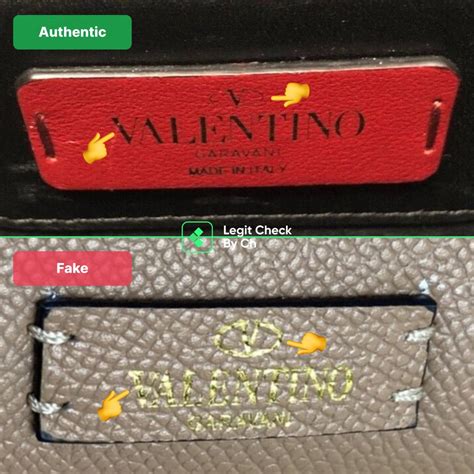 Authentic
V
VALENTINO
GARAVANI
MADE IN ITALY
Legit Check
By Ch
Fake
V
VALENTINO
GARAVANI